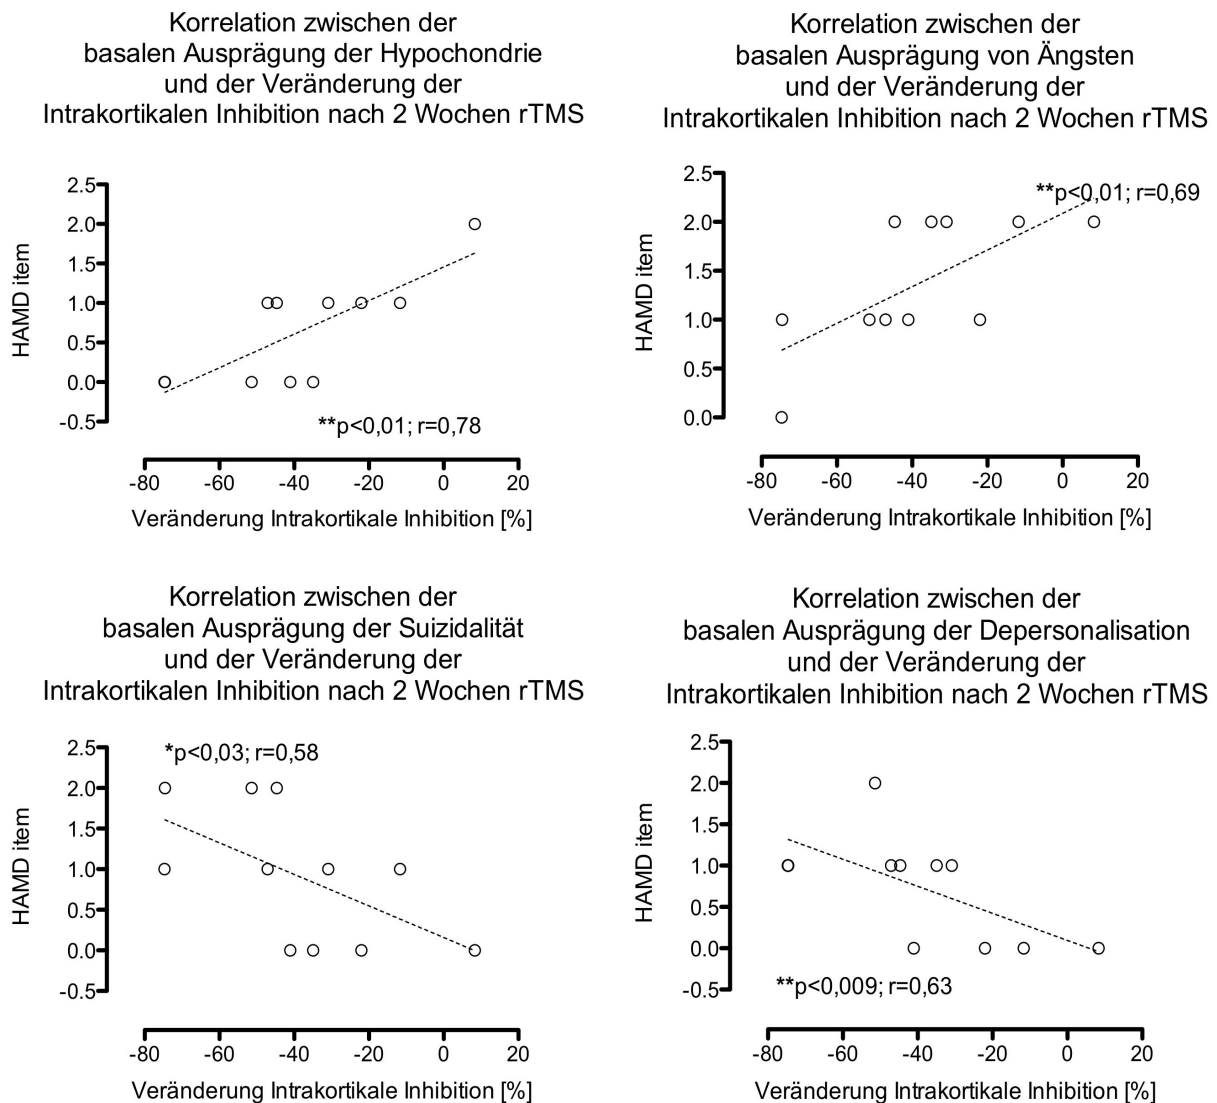 Korrelation zwischen der
basalen Ausprägung der Hypochondrie
und der Veränderung der
Intrakortikalen Inhibition nach 2 Wochen rTMS
2.5
2.0
1.5
1.0
0.5
0.0
-0.5
HAMD item
**p<0,01; r=0,78
-80 -60 -40 -20 0 20
Veränderung Intrakortikale Inhibition [%]
Korrelation zwischen der
basalen Ausprägung von Ängsten
und der Veränderung der
Intrakortikalen Inhibition nach 2 Wochen rTMS
2.5
2.0
1.5
1.0
0.5
0.0
HAMD item
**p<0,01; r=0,69
-80 -60 -40 -20 0 20
Veränderung Intrakortikale Inhibition [%]
Korrelation zwischen der
basalen Ausprägung der Suizidalität
und der Veränderung der
Intrakortikalen Inhibition nach 2 Wochen rTMS
2.5
2.0
1.5
1.0
0.5
0.0
-0.5
HAMD item
*p<0,03; r=0,58
-80 -60 -40 -20 0 20
Veränderung Intrakortikale Inhibition [%]
Korrelation zwischen der
basalen Ausprägung der Depersonalisation
und der Veränderung der
Intrakortikalen Inhibition nach 2 Wochen rTMS
2.5
2.0
1.5
1.0
0.5
0.0
-0.5
HAMD item
**p<0,009; r=0,63
-80 -60 -40 -20 0 20
Veränderung Intrakortikale Inhibition [%]